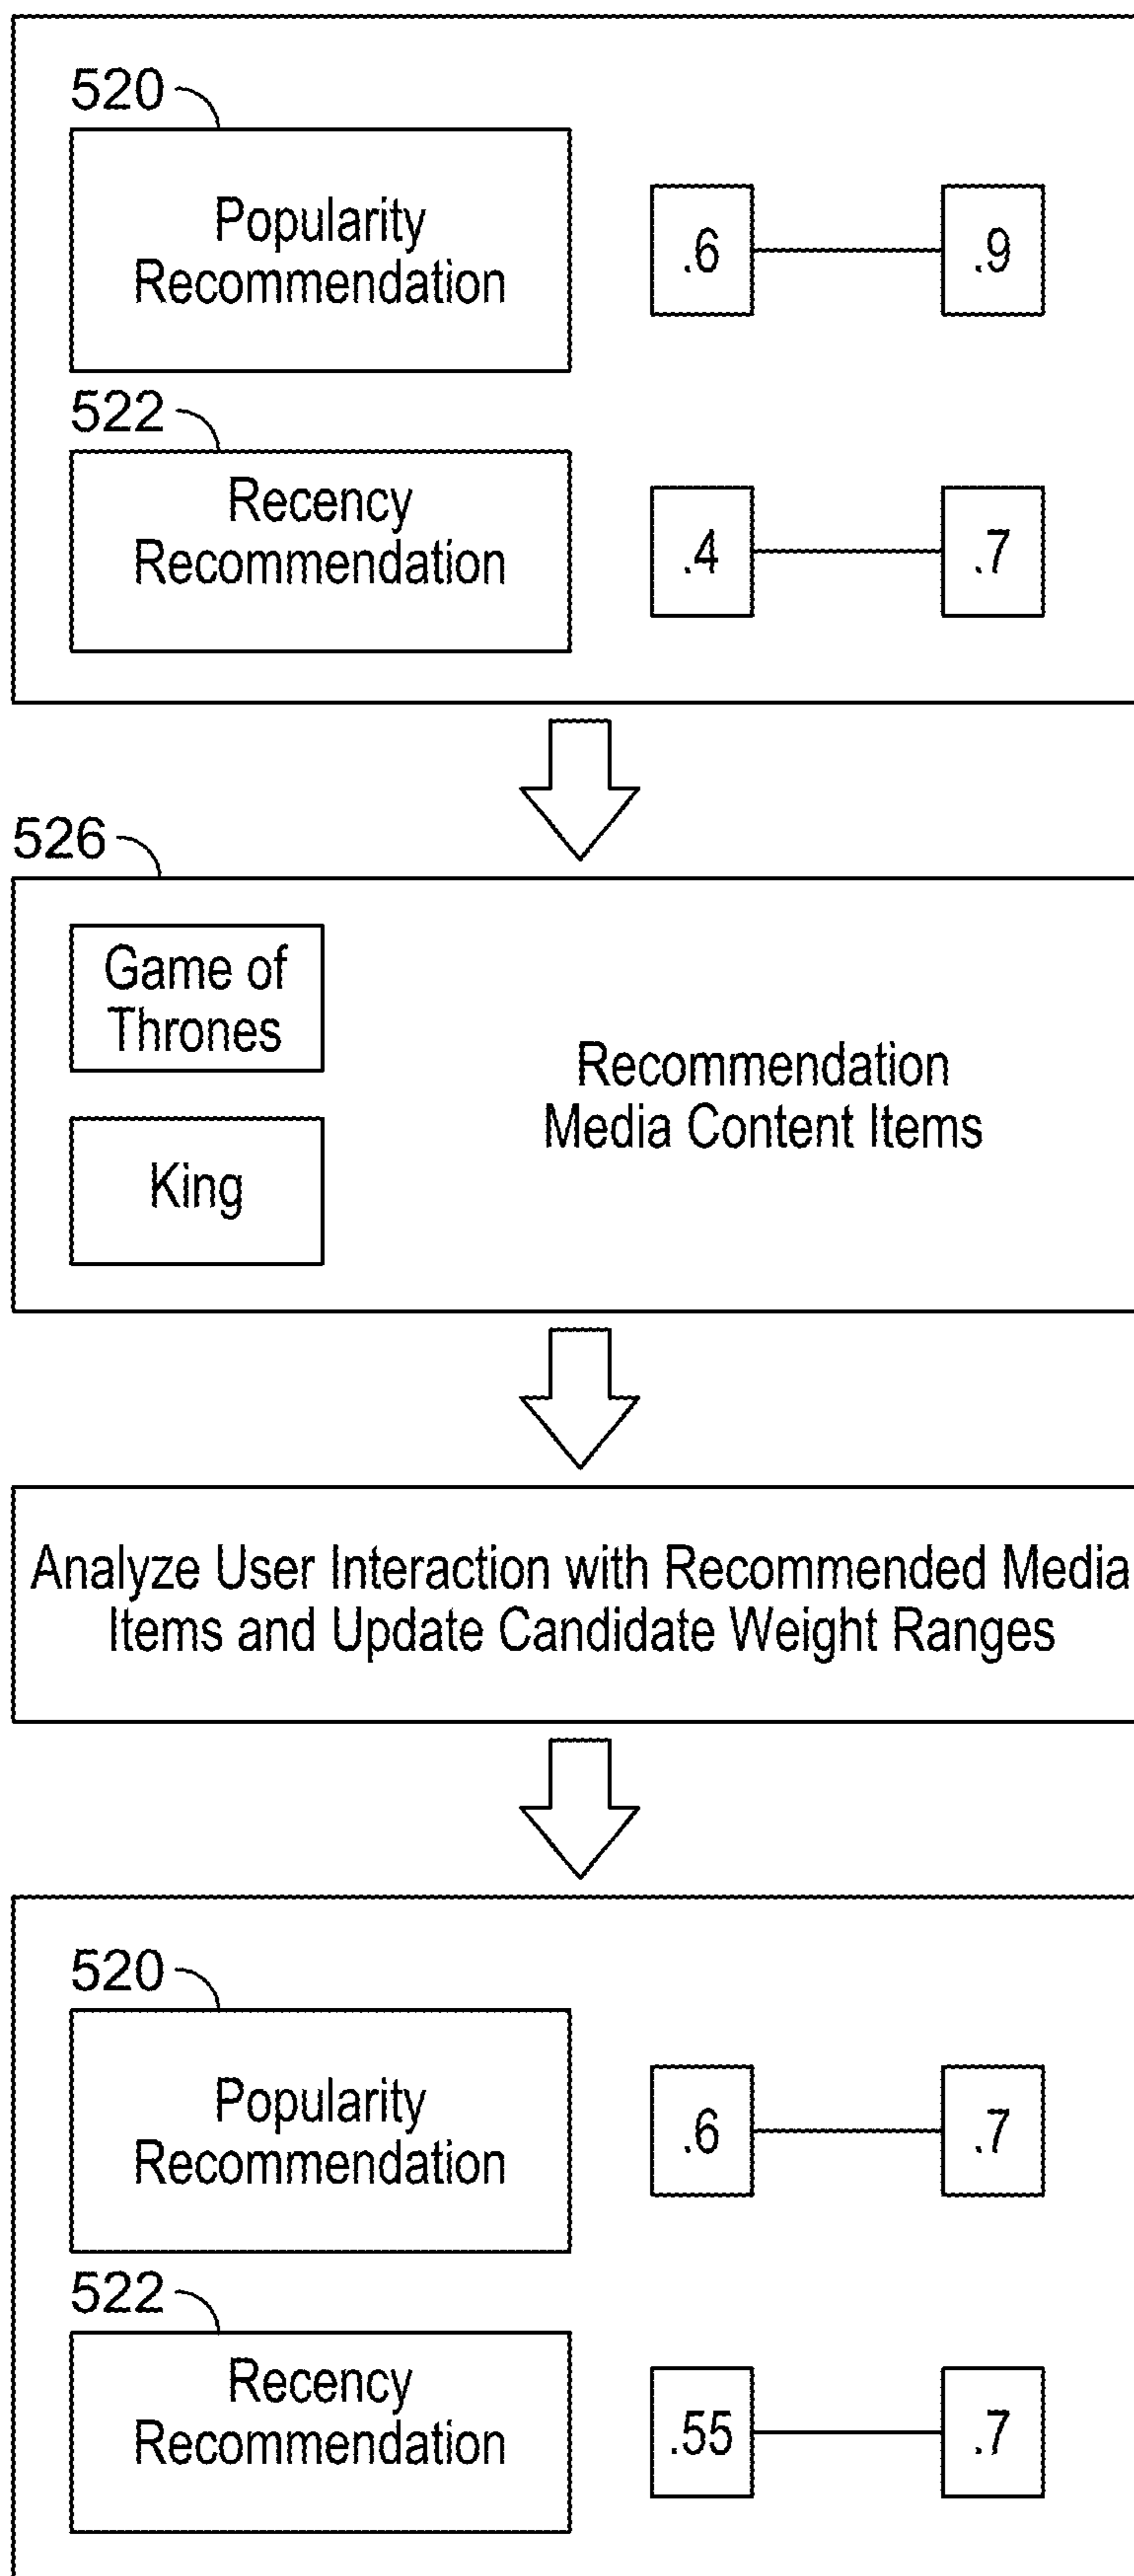 520
Popularity
Recommendation
.6
.9
522
Recency
Recommendation
.4
.7
526
Game of
Thrones
King
Recommendation
Media Content Items
Analyze User Interaction with Recommended Media
Items and Update Candidate Weight Ranges
520
Popularity
Recommendation
.6
.7
522
Recency
Recommendation
.55
.7